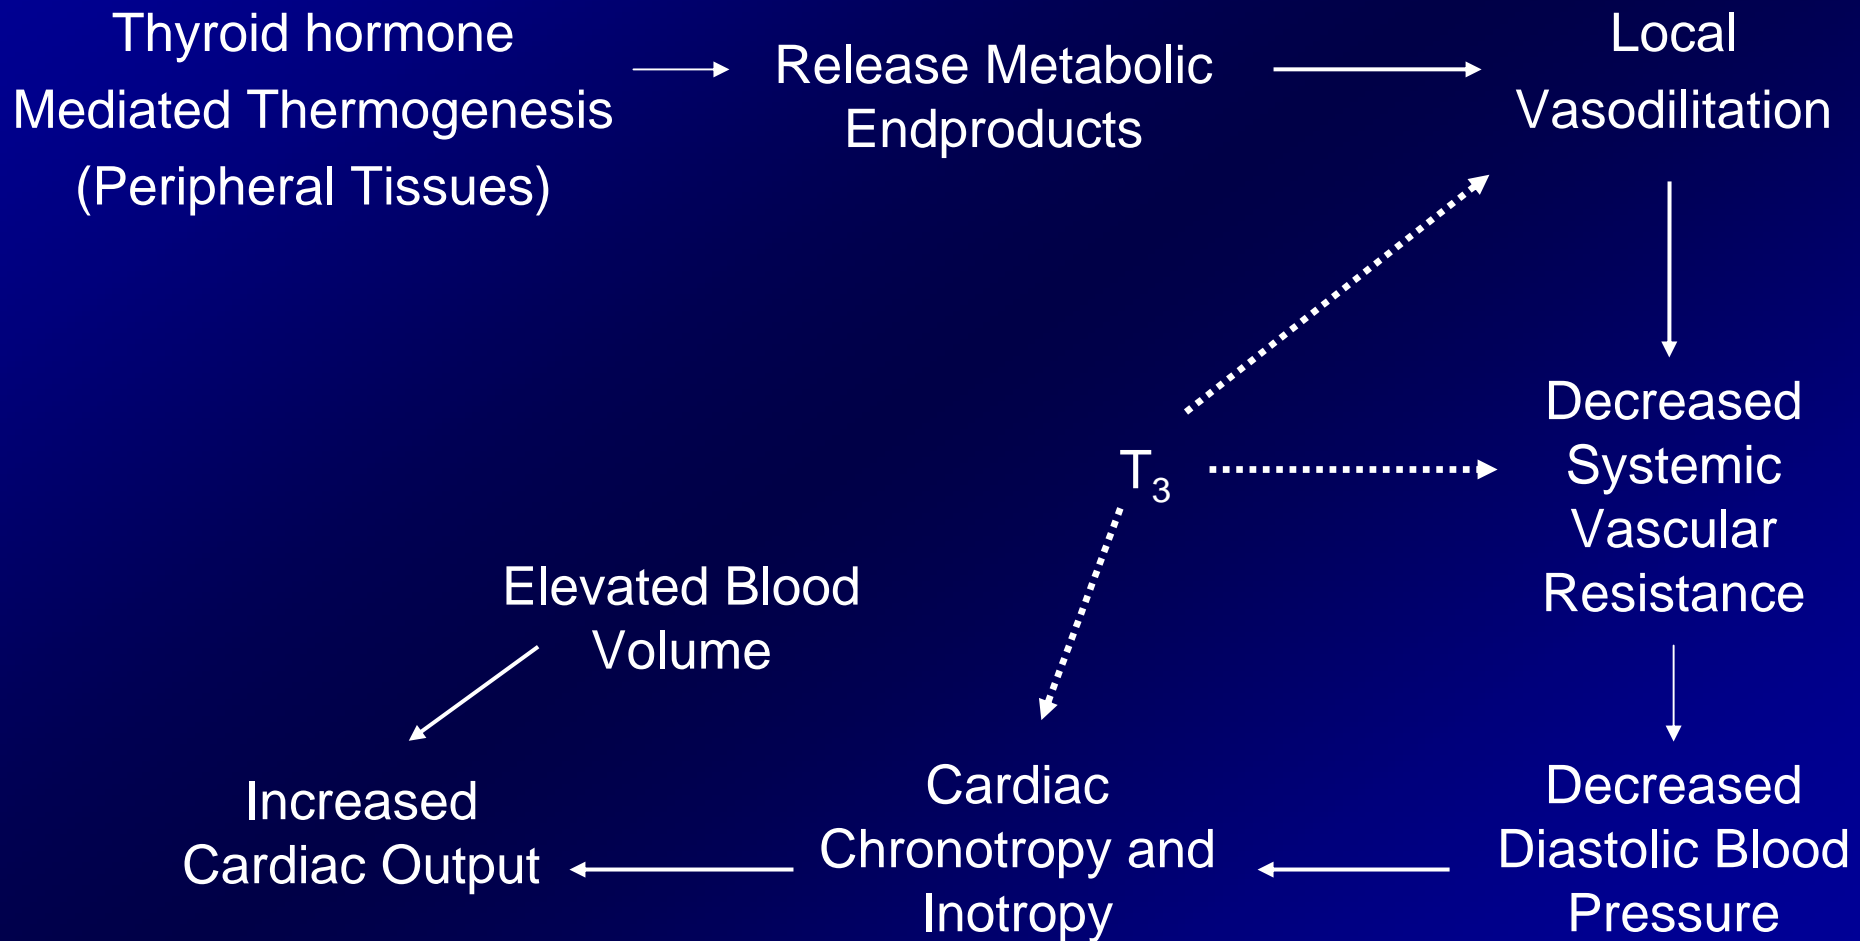 Thyroid hormone
Mediated Thermogenesis
(Peripheral Tissues)
Release Metabolic
Endproducts
Local
Vasodilitation
Decreased
Systemic
Vascular
Resistance
T₃
Elevated Blood
Volume
Increased
Cardiac Output
Cardiac
Chronotropy and
Inotropy
Decreased
Diastolic Blood
Pressure